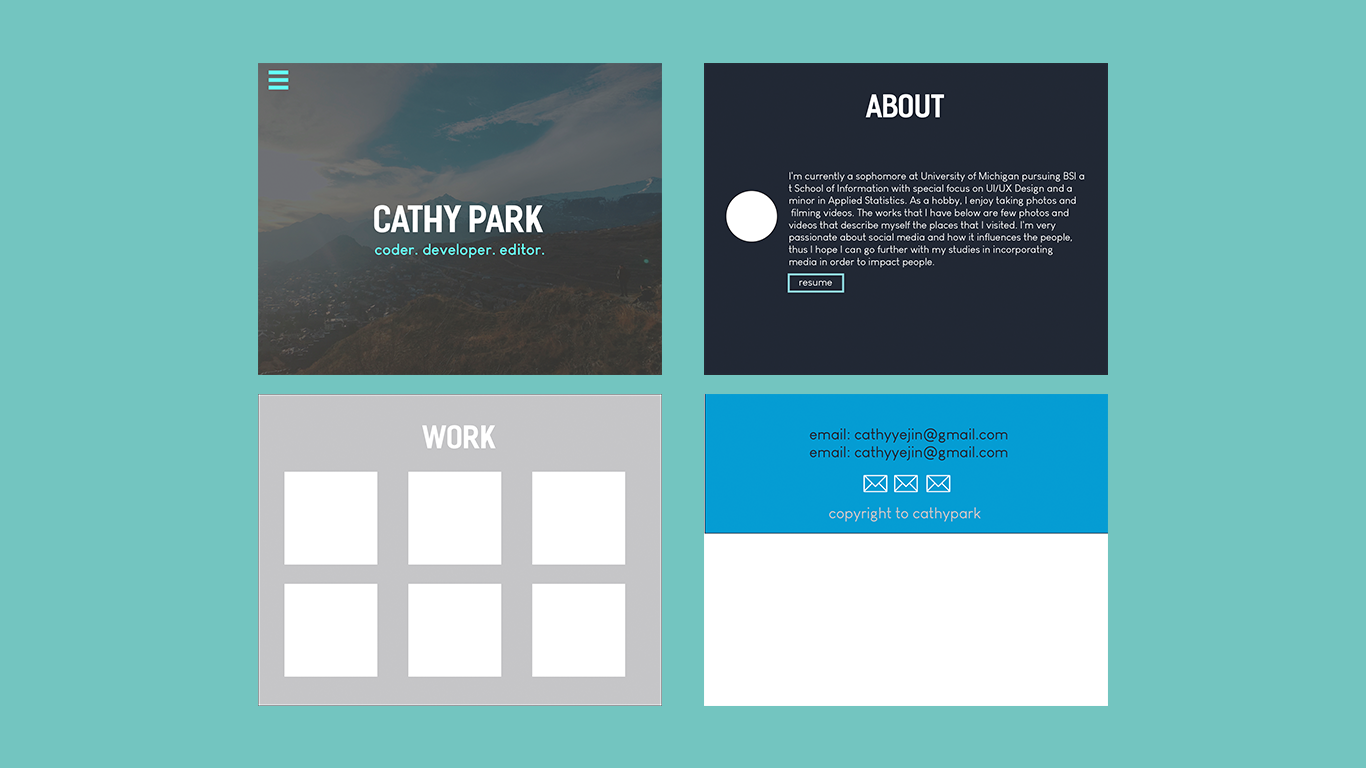 CATHY PARK
coder. developer. editor.
ABOUT
I'm currently a sophomore at University of Michigan pursuing BSI a
t School of Information with special focus on UI/UX Design and a
minor in Applied Statistics. As a hobby, I enjoy taking photos and
filming videos. The works that I have below are few photos and
videos that describe myself the places that I visited. I'm very
passionate about social media and how it influences the people,
thus I hope I can go further with my studies in incorporating
media in order to impact people.
resume
WORK
email: cathyyejin@gmail.com
email: cathyyejin@gmail.com
copyright to cathypark